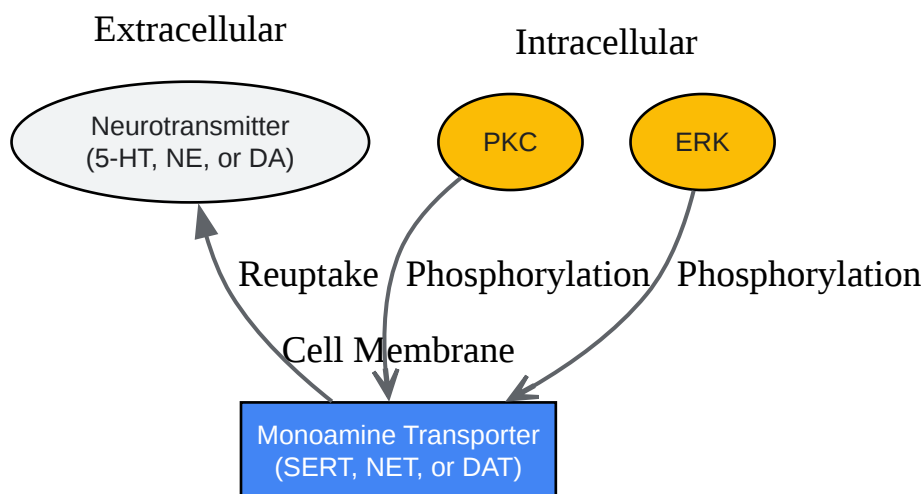 Extracellular
Intracellular
Neurotransmitter
(5-HT, NE, or DA)
PKC
ERK
Reuptake
Phosphorylation
Phosphorylation
Cell Membrane
Monoamine Transporter
(SERT, NET, or DAT)